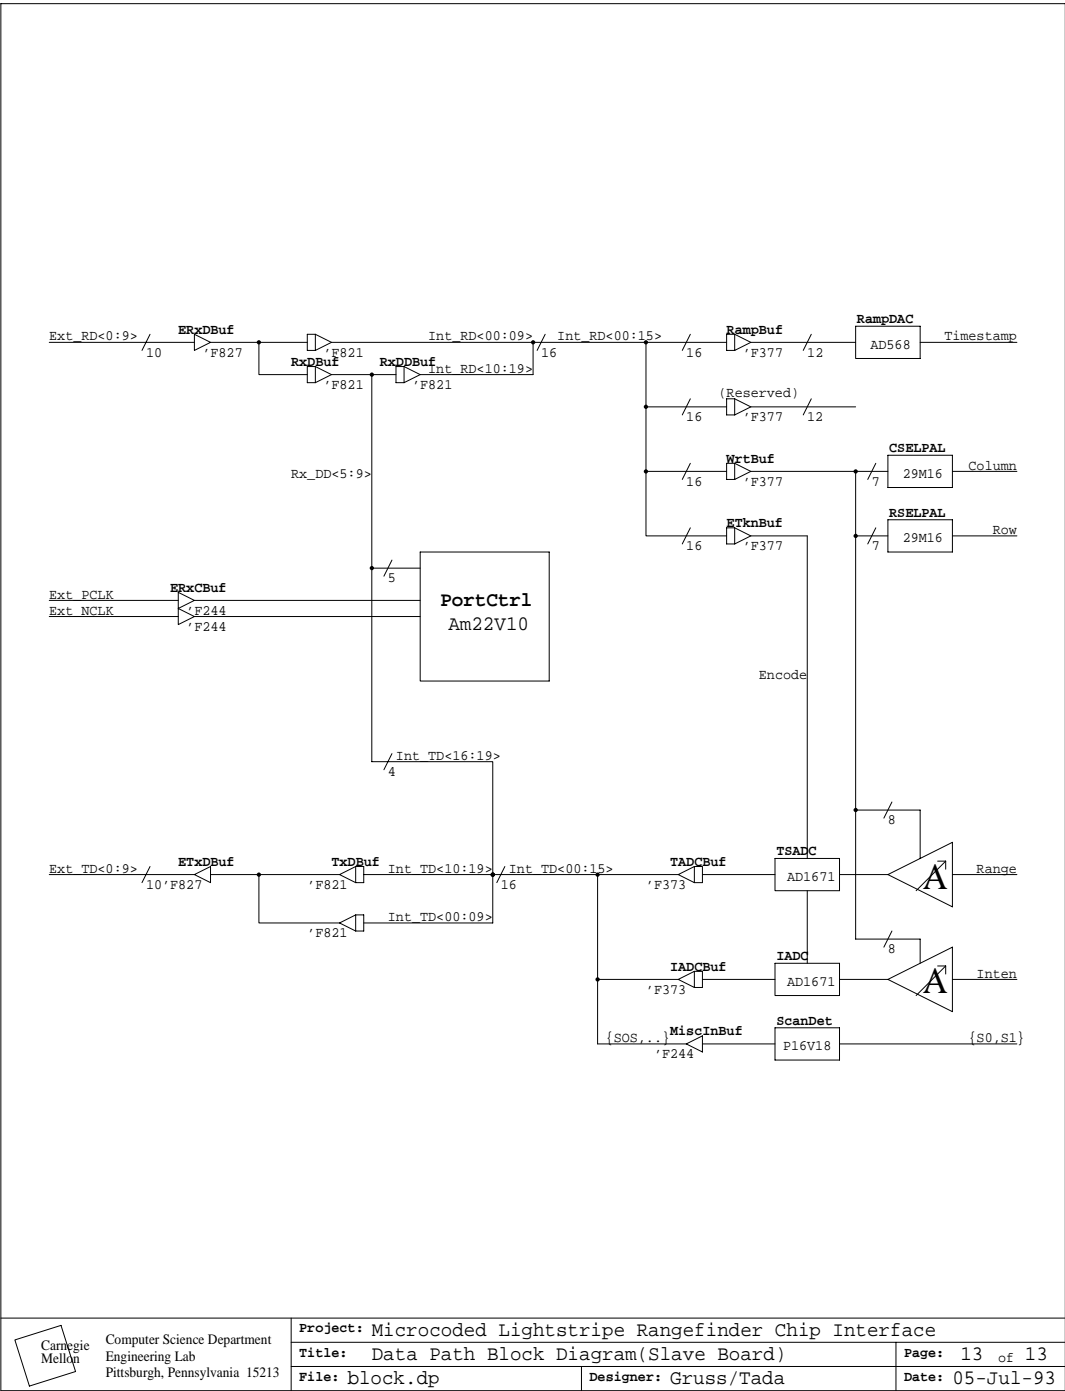 ERxDBuf
Ext_RD<0:9>
10
'F827
'F821
RxDBuf
'F821
RxDDBuf
'F821
Int_RD<00:09>
Int_RD<10:19>
16
Int_RD<00:15>
RampBuf
16
'F377
12
RampDAC
AD568
Timestamp
(Reserved)
16
'F377
12
Rx_DD<5:9>
WrtBuf
16
'F377
CSELPAL
7
29M16
Column
ETknBuf
16
'F377
RSELPAL
7
29M16
Row
5
PortCtrl
Am22V10
ERxCBuf
Ext_PCLK
Ext_NCLK
'F244
'F244
Encode
Int_TD<16:19>
4
8
Ext_TD<0:9>
10
ETxDBuf
'F827
TxDBuf
'F821
Int_TD<10:19>
16
Int_TD<00:15>
'F821
Int_TD<00:09>
TADCBuf
'F373
TSADC
AD1671
A
Range
8
IADCBuf
'F373
IADC
AD1671
A
Inten
{SOS,..}
MiscInBuf
'F244
ScanDet
P16V18
{S0,S1}
Carnegie
Mellon
Computer Science Department
Engineering Lab
Pittsburgh, Pennsylvania 15213
Project: Microcoded Lightstripe Rangefinder Chip Interface
Title: Data Path Block Diagram(Slave Board)
Page: 13 of 13
File: block.dp
Designer: Gruss/Tada
Date: 05-Jul-93